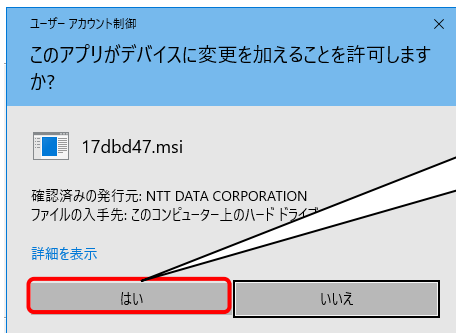 ユーザー アカウント制御
このアプリがデバイスに変更を加えることを許可します
か?
17dbd47.msi
確認済みの発行元: NTT DATA CORPORATION
ファイルの入手先: このコンピューター上のハード ドライブ
詳細を表示
はい
いいえ